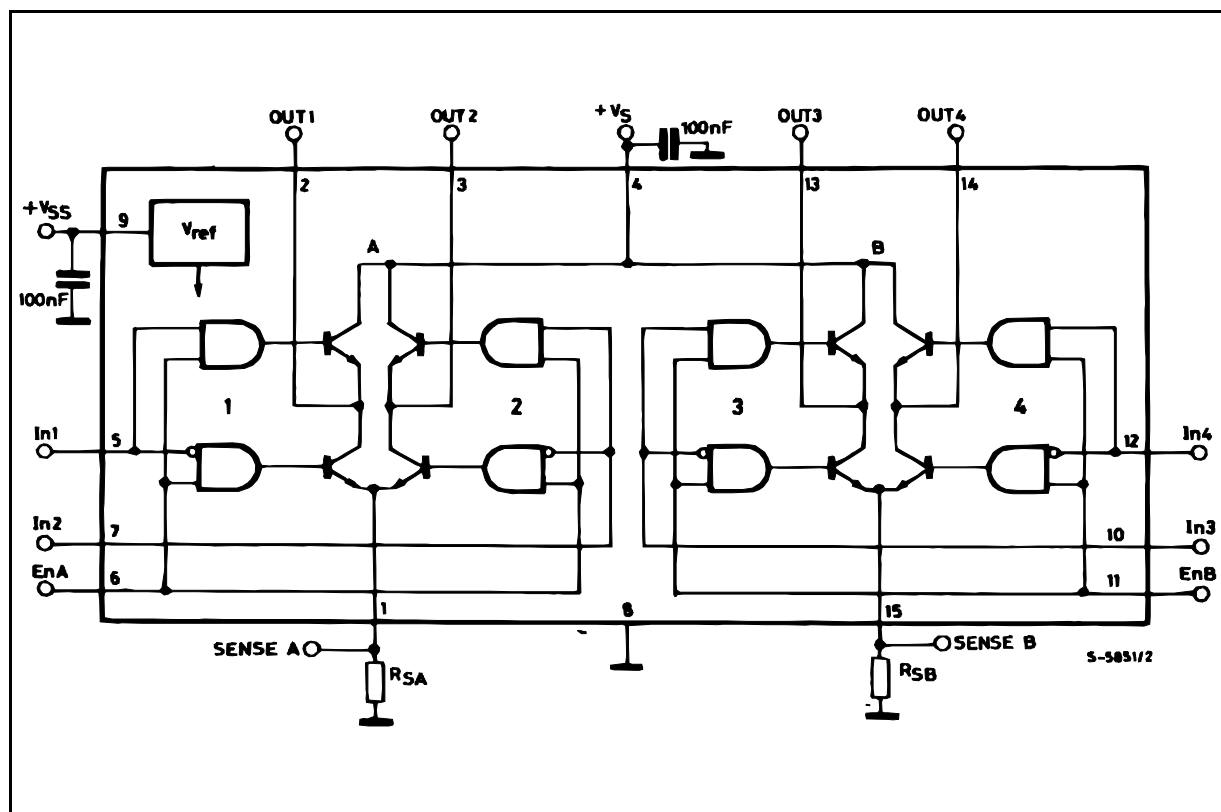 OUT1 OUT2 +VS 100nF OUT3 OUT4
2 3 4 13 14
+VSS 9 Vref
A B
100nF
1 2 3 4
In1 5 12 In4
In2 7 10 In3
EnA 6 11 EnB
1 8 15
SENSE A SENSE B
RSA RSB S-5851/2